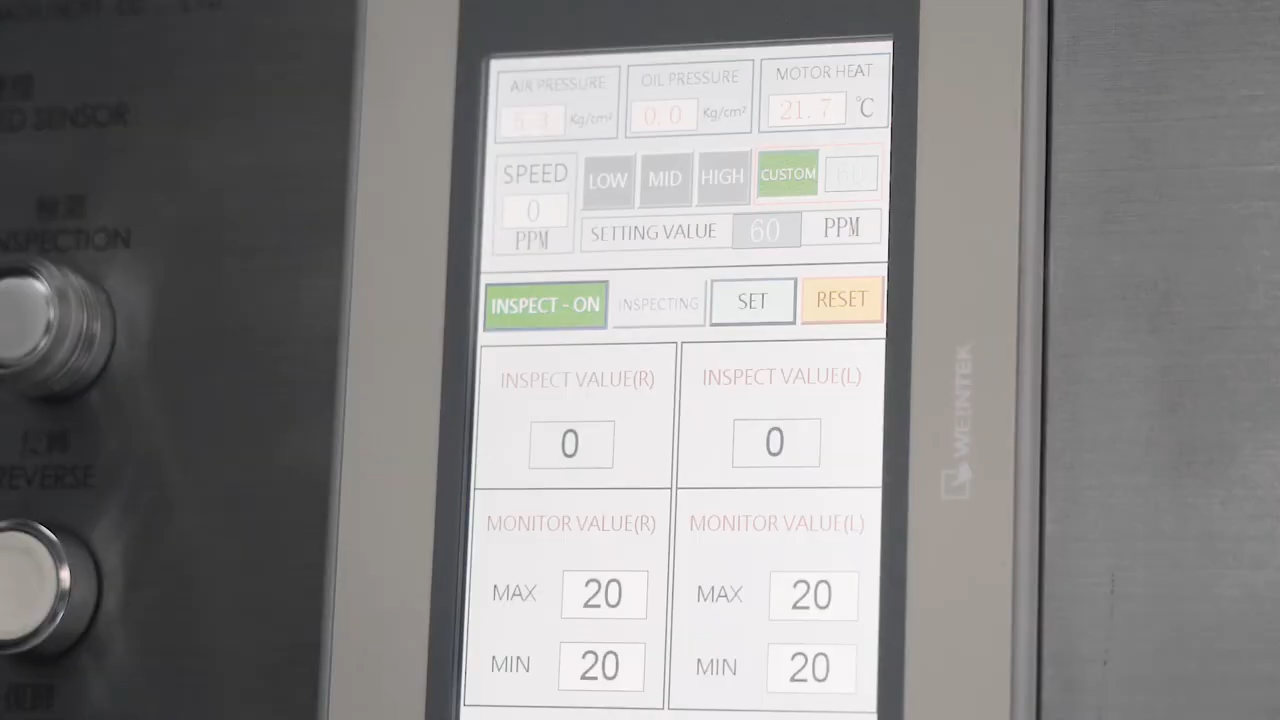 AIR PRESSURE
Kg/cm²
OIL PRESSURE
0.0 Kg/cm²
MOTOR HEAT
21.7 ℃
SPEED
0
PPM
LOW
MID
HIGH
CUSTOM
60
SETTING VALUE 60 PPM
INSPECT - ON
INSPECTING
SET
RESET
INSPECT VALUE(R)
0
INSPECT VALUE(L)
0
MONITOR VALUE(R)
MAX 20
MIN 20
MONITOR VALUE(L)
MAX 20
MIN 20
SENSOR
INSPECTION
REVERSE
WEINTEK